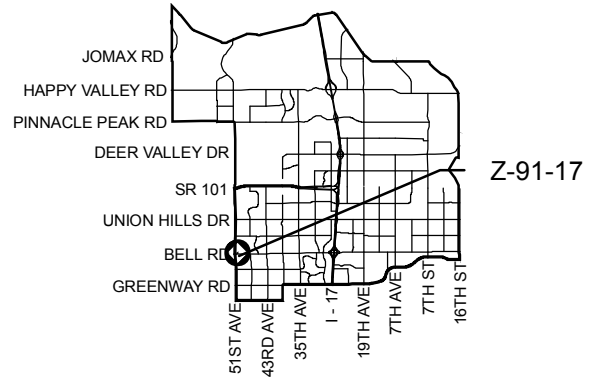 JOMAX RD
HAPPY VALLEY RD
PINNACLE PEAK RD
DEER VALLEY DR
Z-91-17
SR 101
UNION HILLS DR
BELL RD
GREENWAY RD
51ST AVE
43RD AVE
35TH AVE
I - 17
19TH AVE
7TH AVE
7TH ST
16TH ST